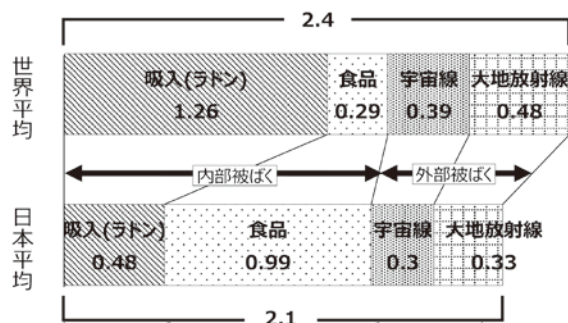 2.4
世界平均
吸入(ラドン) 食品 宇宙線 大地放射線
1.26 0.29 0.39 0.48
内部被ばく 外部被ばく
日本平均
吸入(ラドン) 食品 宇宙線 大地放射線
0.48 0.99 0.3 0.33
2.1